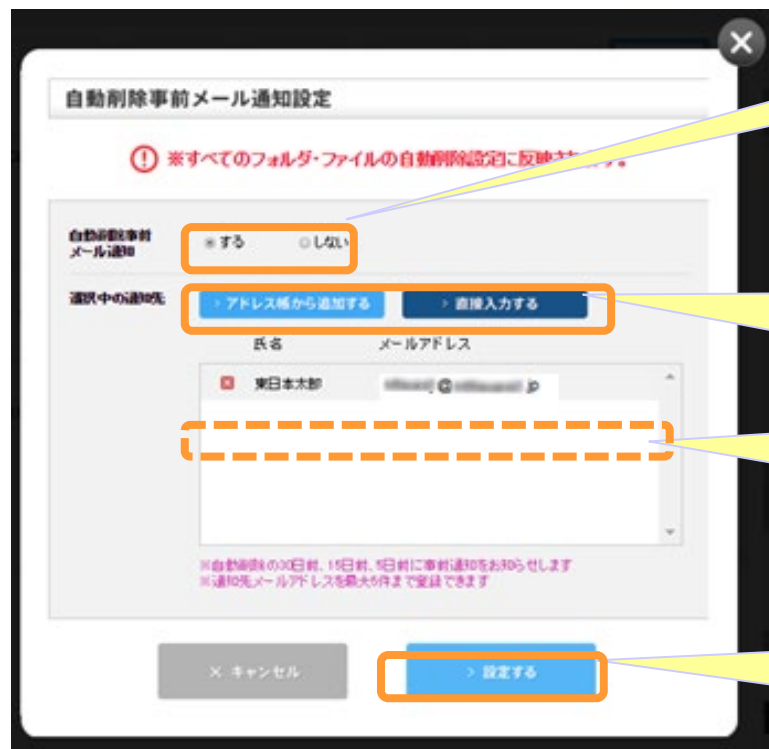 自動削除事前メール通知設定
※すべてのフォルダ・ファイルの自動削除設定に反映されます。
自動削除事前
メール通知
する しない
選択中の通知先
› アドレス帳から追加する › 直接入力する
氏名 メールアドレス
東日本太郎 @ .jp
※自動削除の30日前、15日前、5日前に事前通知をお知らせします
※通知先メールアドレスを最大5件まで登録できます
× キャンセル › 設定する